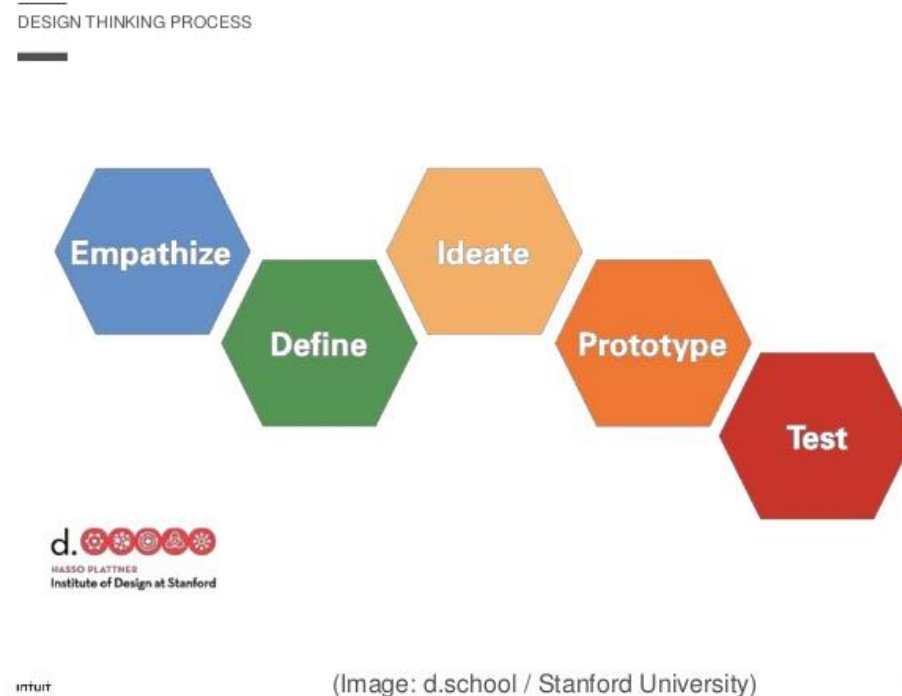 DESIGN THINKING PROCESS
Empathize
Define
Ideate
Prototype
Test
d.
HASSO PLATTNER
Institute of Design at Stanford
intuit
(Image: d.school / Stanford University)